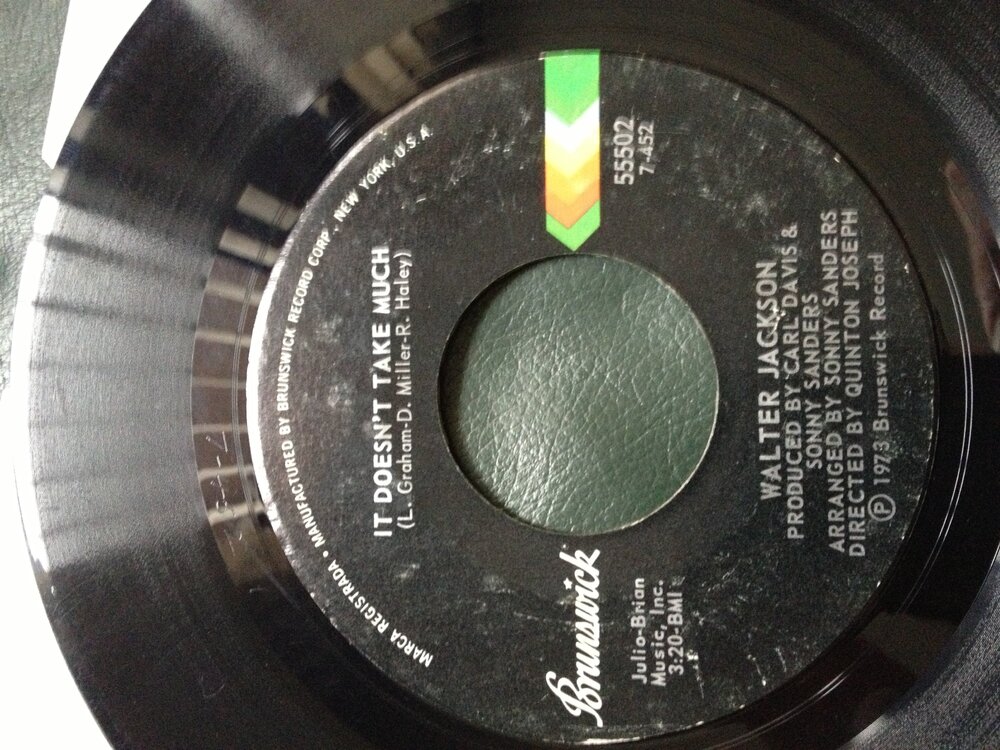 MARCA REGISTRADA • MANUFACTURED BY BRUNSWICK RECORD CORP., NEW YORK, U.S.A.
IT DOESN'T TAKE MUCH
(L. Graham-D. Miller-R. Haley)
Brunswick
55502
7-452
Julio-Brian
Music, Inc.
3:20-BMI
WALTER JACKSON
PRODUCED BY CARL DAVIS &
SONNY SANDERS
ARRANGED BY SONNY SANDERS
DIRECTED BY QUINTON JOSEPH
Ⓟ 1973 Brunswick Record